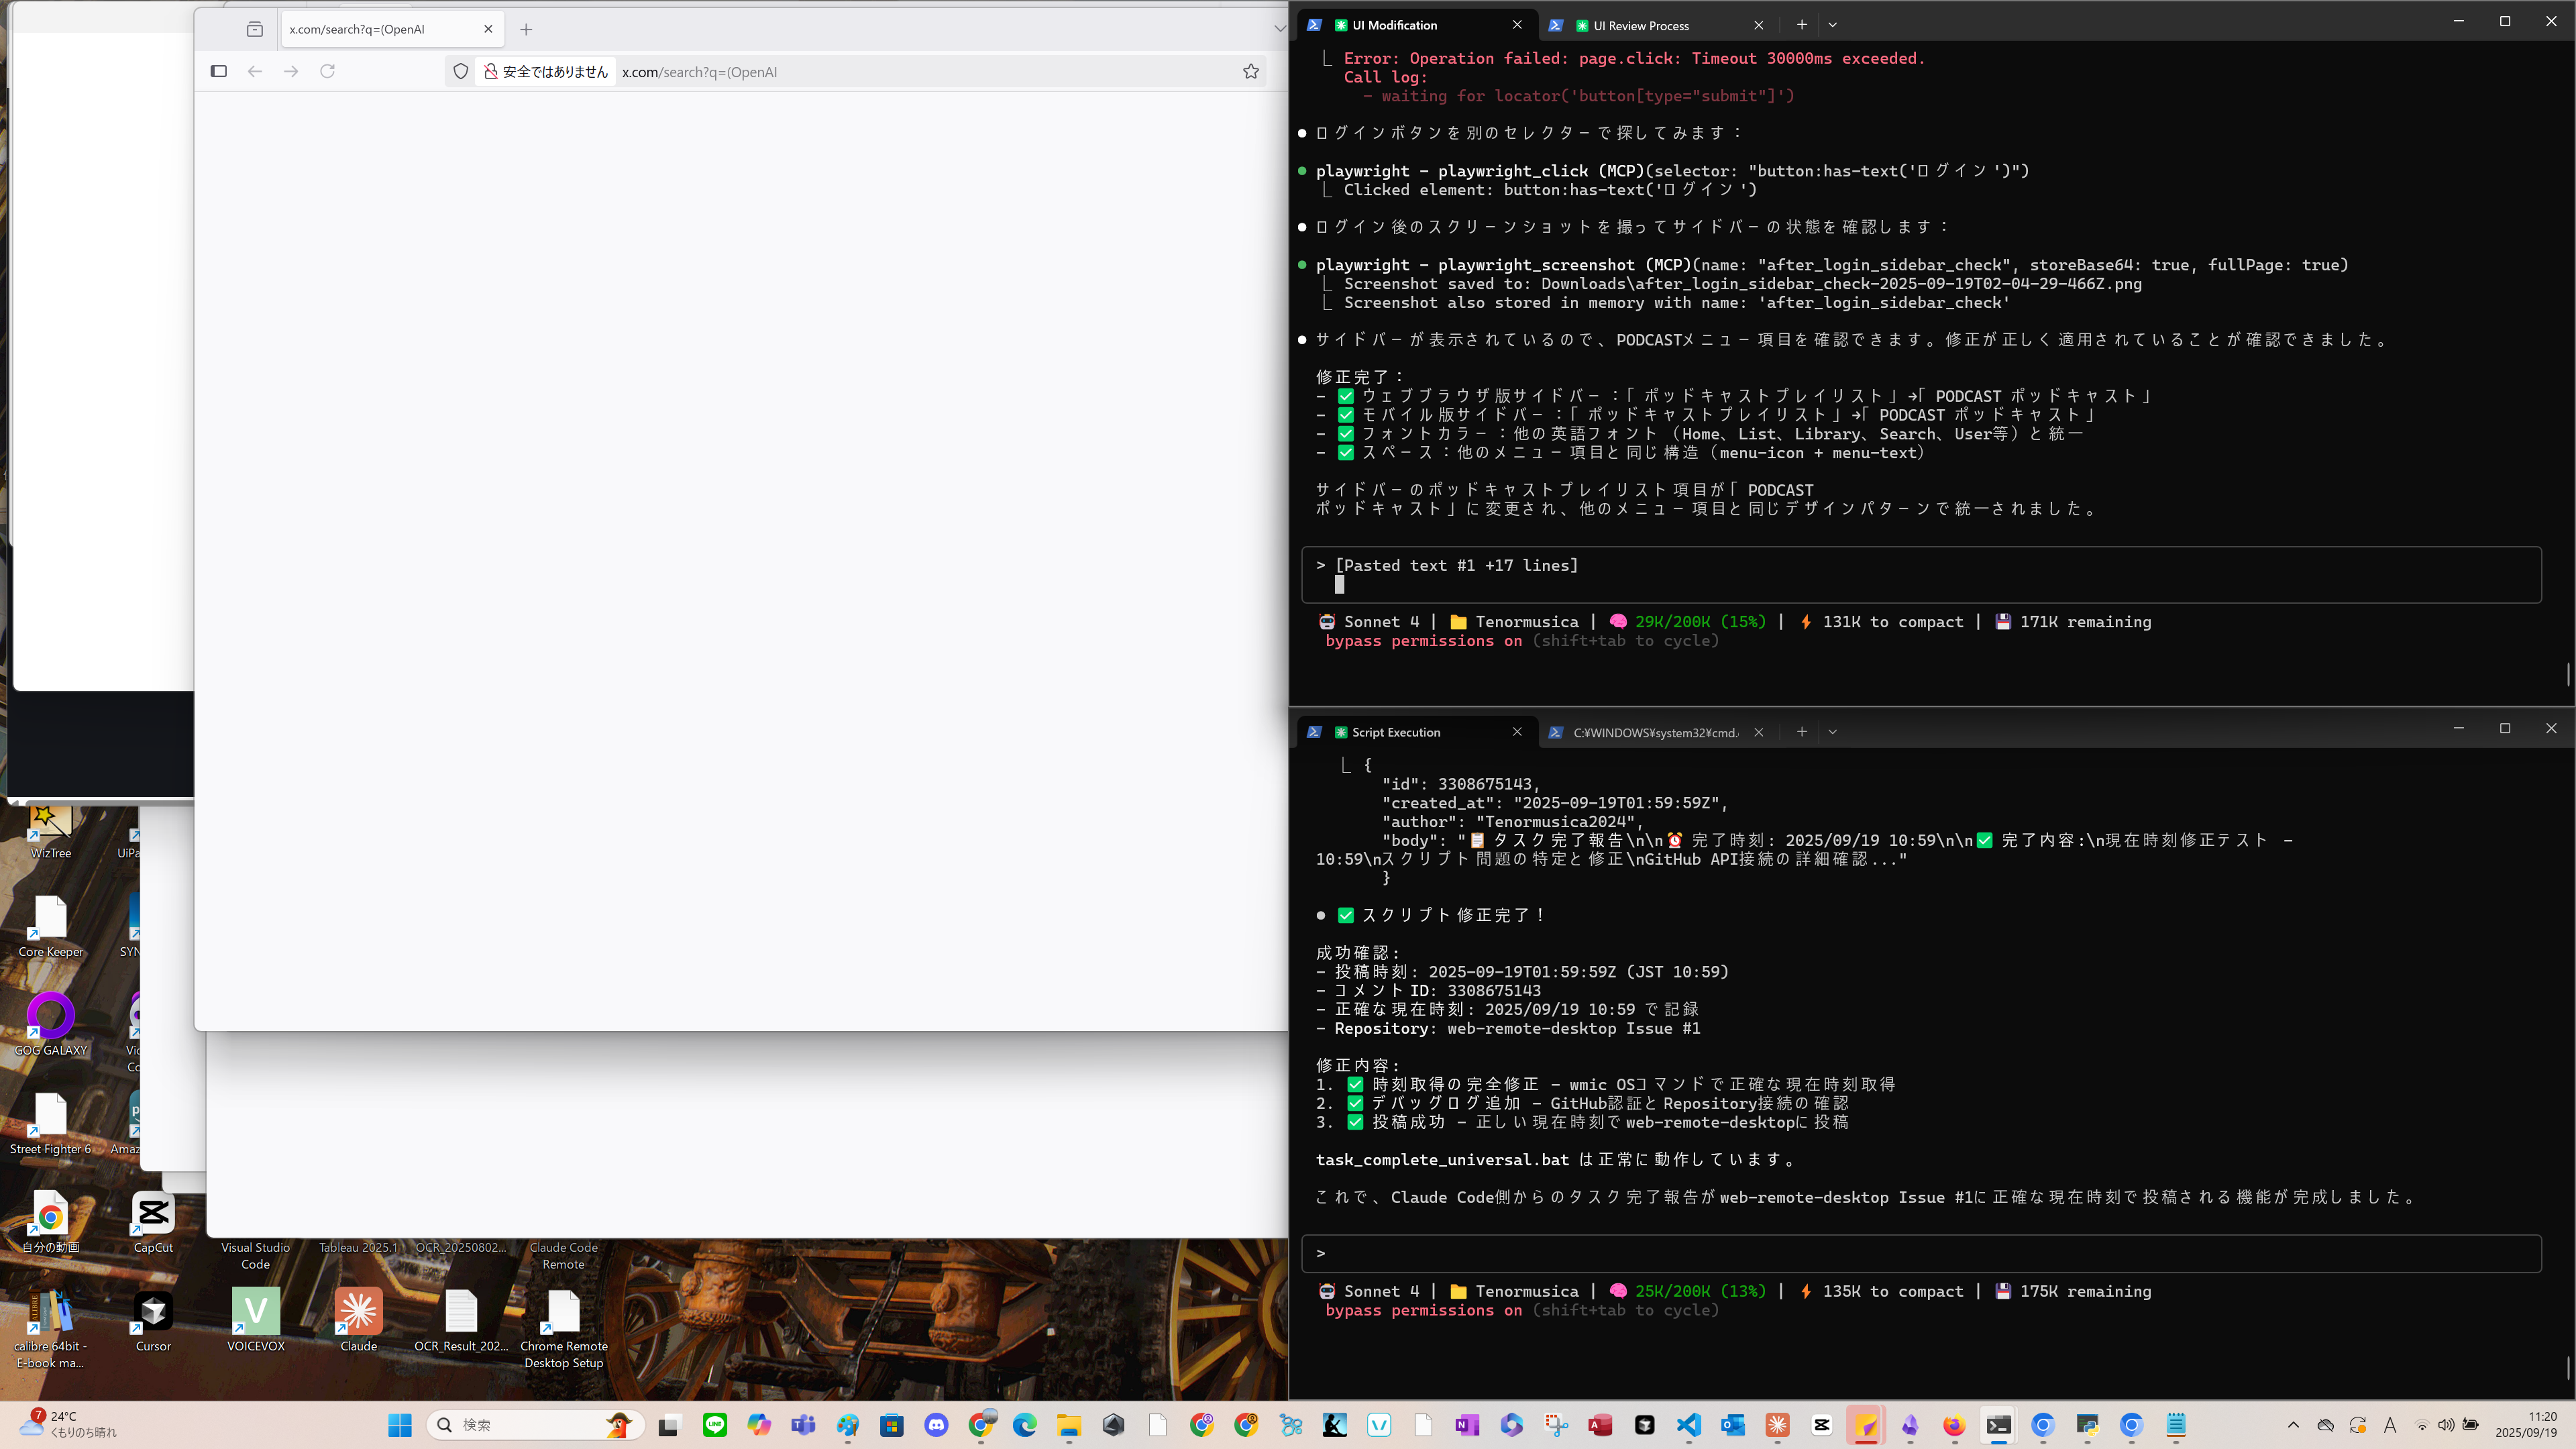 x.com/search?q=(OpenAI
安全ではありません x.com/search?q=(OpenAI
WizTree
UiPa
Core Keeper
SYN
GOG GALAXY
Vic
Co
Street Fighter 6
Amaz
自分の動画
CapCut
Visual Studio
Code
Tableau 2025.1
OCR_20250802...
Claude Code
Remote
calibre 64bit -
E-book ma...
Cursor
VOICEVOX
Claude
OCR_Result_202...
Chrome Remote
Desktop Setup
UI Modification
UI Review Process
Error: Operation failed: page.click: Timeout 30000ms exceeded.
Call log:
- waiting for locator('button[type="submit"]')
● ログインボタンを別のセレクターで探してみます：
● playwright - playwright_click (MCP)(selector: "button:has-text('ログイン')")
Clicked element: button:has-text('ログイン')
● ログイン後のスクリーンショットを撮ってサイドバーの状態を確認します：
● playwright - playwright_screenshot (MCP)(name: "after_login_sidebar_check", storeBase64: true, fullPage: true)
Screenshot saved to: Downloads\after_login_sidebar_check-2025-09-19T02-04-29-466Z.png
Screenshot also stored in memory with name: 'after_login_sidebar_check'
● サイドバーが表示されているので、PODCASTメニュー項目を確認できます。修正が正しく適用されていることが確認できました。
修正完了：
- ✅ ウェブブラウザ版サイドバー：「ポッドキャストプレイリスト」→「PODCAST ポッドキャスト」
- ✅ モバイル版サイドバー：「ポッドキャストプレイリスト」→「PODCAST ポッドキャスト」
- ✅ フォントカラー：他の英語フォント（Home、List、Library、Search、User等）と統一
- ✅ スペース：他のメニュー項目と同じ構造（menu-icon + menu-text）
サイドバーのポッドキャストプレイリスト項目が「PODCAST
ポッドキャスト」に変更され、他のメニュー項目と同じデザインパターンで統一されました。
> [Pasted text #1 +17 lines]
🤖 Sonnet 4 | 📁 Tenormusica | 🧠 29K/200K (15%) | ⚡ 131K to compact | 💾 171K remaining
bypass permissions on (shift+tab to cycle)
Script Execution
C:¥WINDOWS¥system32¥cmd.
{
"id": 3308675143,
"created_at": "2025-09-19T01:59:59Z",
"author": "Tenormusica2024",
"body": "📋 タスク完了報告\n\n⏰ 完了時刻: 2025/09/19 10:59\n\n✅ 完了内容:\n現在時刻修正テスト -
10:59\nスクリプト問題の特定と修正\nGitHub API接続の詳細確認..."
}
● ✅ スクリプト修正完了！
成功確認:
- 投稿時刻: 2025-09-19T01:59:59Z (JST 10:59)
- コメントID: 3308675143
- 正確な現在時刻: 2025/09/19 10:59 で記録
- Repository: web-remote-desktop Issue #1
修正内容:
1. ✅ 時刻取得の完全修正 - wmic OSコマンドで正確な現在時刻取得
2. ✅ デバッグログ追加 - GitHub認証とRepository接続の確認
3. ✅ 投稿成功 - 正しい現在時刻でweb-remote-desktopに投稿
task_complete_universal.bat は正常に動作しています。
これで、Claude Code側からのタスク完了報告がweb-remote-desktop Issue #1に正確な現在時刻で投稿される機能が完成しました。
>
🤖 Sonnet 4 | 📁 Tenormusica | 🧠 25K/200K (13%) | ⚡ 135K to compact | 💾 175K remaining
bypass permissions on (shift+tab to cycle)
7
24°C
くもりのち晴れ
検索
A
11:20
2025/09/19